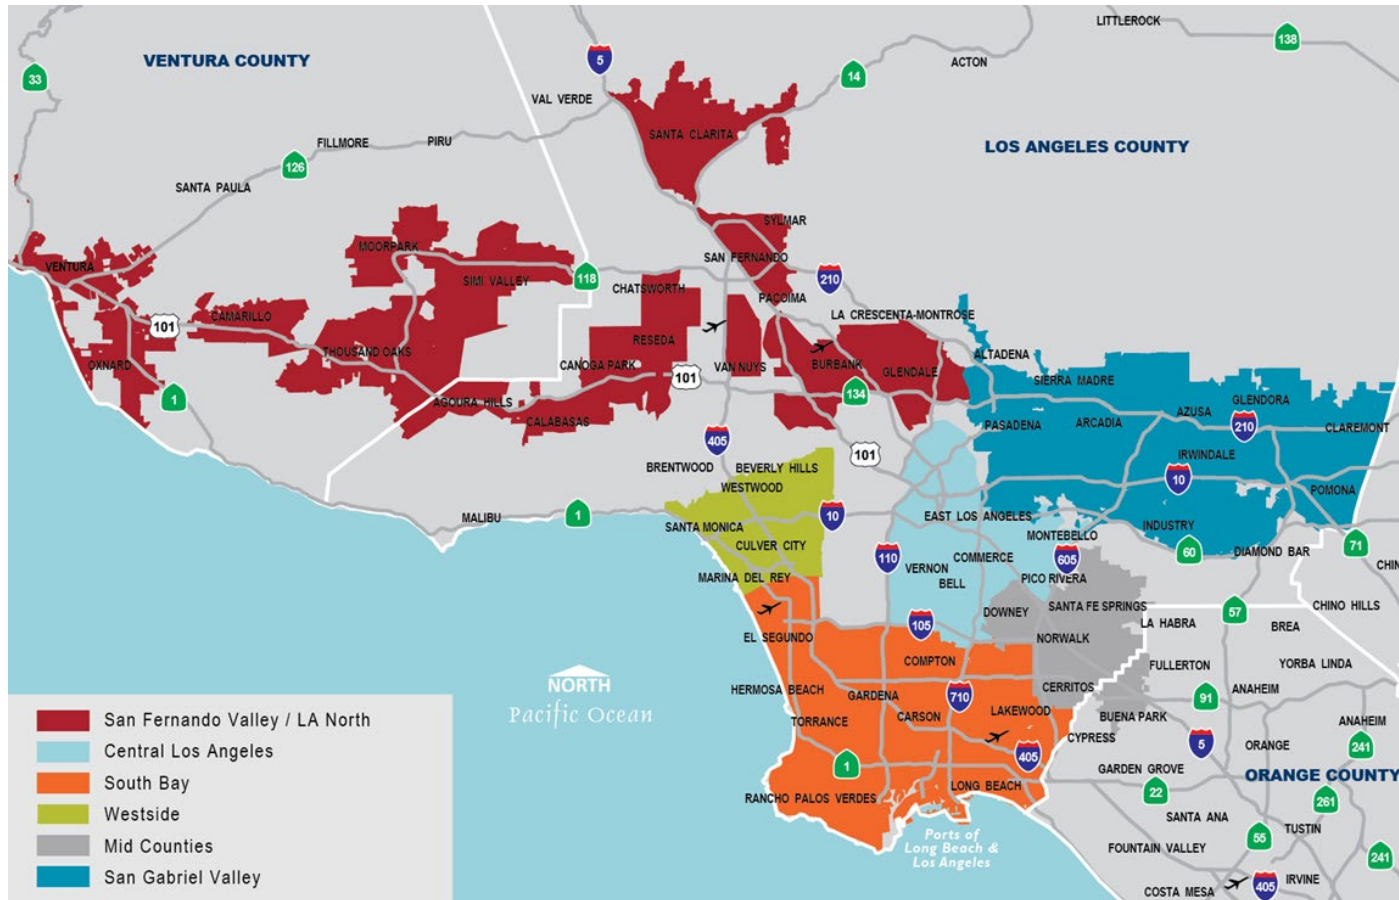 LITTLEROCK
138
33
VENTURA COUNTY
5
14
ACTON
VAL VERDE
SANTA CLARITA
FILLMORE
PIRU
LOS ANGELES COUNTY
126
SANTA PAULA
SYLMAR
MOORPARK
SAN FERNANDO
VENTURA
SIMI VALLEY
118
210
CHATSWORTH
PACOIMA
LA CRESCENTA-MONTROSE
CAMARILLO
101
RESEDA
THOUSAND OAKS
ALTADENA
OXNARD
CANOGA PARK
101
VAN NUYS
BURBANK
GLENDALE
SIERRA MADRE
1
AGOURA HILLS
134
GLENDORA
AZUSA
CALABASAS
PASADENA
ARCADIA
210
CLAREMONT
405
101
BRENTWOOD
BEVERLY HILLS
IRWINDALE
WESTWOOD
10
POMONA
MALIBU
1
10
EAST LOS ANGELES
SANTA MONICA
INDUSTRY
MONTEBELLO
CULVER CITY
60
DIAMOND BAR
71
110
VERNON
COMMERCE
605
CHIN
MARINA DEL REY
BELL
PICO RIVERA
DOWNEY
SANTA FE SPRINGS
CHINO HILLS
57
105
LA HABRA
BREA
EL SEGUNDO
NORWALK
COMPTON
FULLERTON
YORBA LINDA
HERMOSA BEACH
GARDENA
710
CERRITOS
91
ANAHEIM
NORTH
Pacific Ocean
TORRANCE
CARSON
LAKEWOOD
BUENA PARK
ANAHEIM
CYPRESS
5
ORANGE
241
405
1
GARDEN GROVE
ORANGE COUNTY
RANCHO PALOS VERDES
LONG BEACH
22
261
SANTA ANA
TUSTIN
Ports of
Long Beach &
Los Angeles
55
FOUNTAIN VALLEY
241
COSTA MESA
405
IRVINE
San Fernando Valley / LA North
Central Los Angeles
South Bay
Westside
Mid Counties
San Gabriel Valley